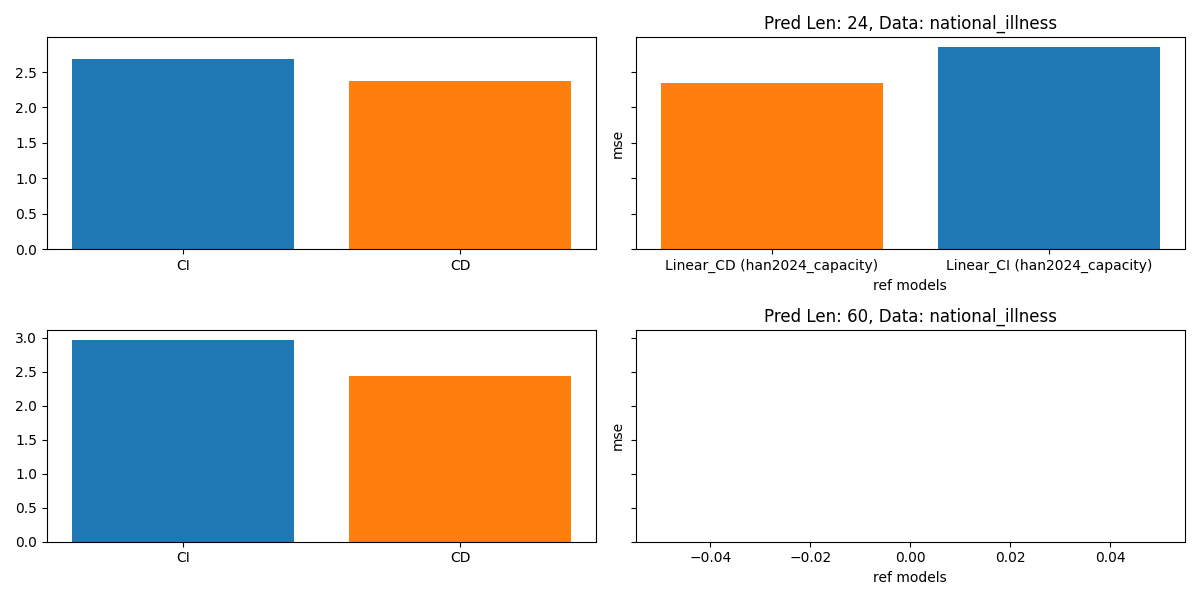 Pred Len: 24, Data: national_illness
2.5
2.0
1.5
1.0
0.5
0.0
CI
CD
mse
Linear_CD (han2024_capacity)
Linear_CI (han2024_capacity)
ref models
Pred Len: 60, Data: national_illness
3.0
2.5
2.0
1.5
1.0
0.5
0.0
CI
CD
mse
−0.04
−0.02
0.00
0.02
0.04
ref models